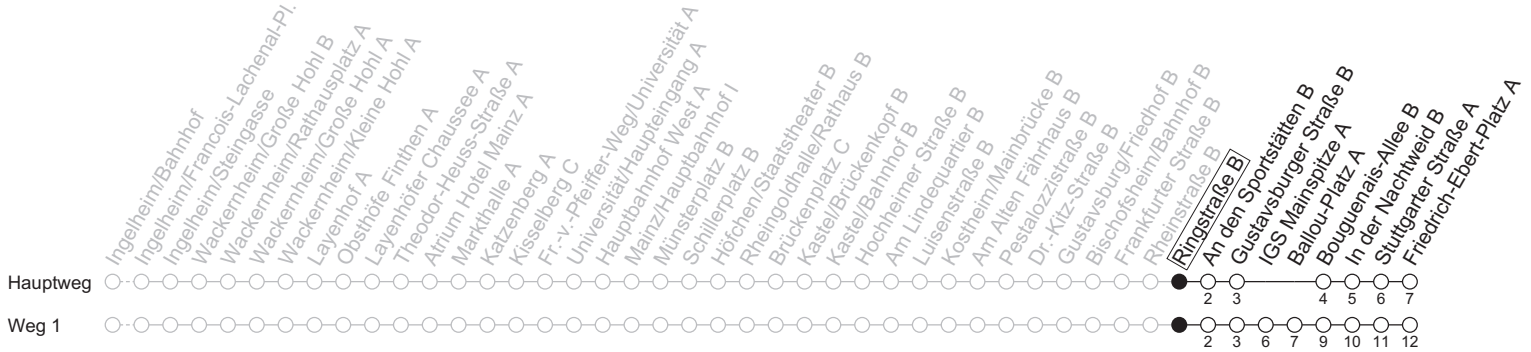 Ingelheim/Bahnhof
Ingelheim/Francois-Lachenal-Pl.
Ingelheim/Steingasse
Wackernheim/Große Hohl B
Wackernheim/Rathausplatz A
Wackernheim/Große Hohl A
Wackernheim/Kleine Hohl A
Layenhof A
Obsthöfe Finthen A
Layenhöfer Chaussee A
Theodor-Heuss-Straße A
Atrium Hotel Mainz A
Markthalle A
Katzenberg A
Kisselberg C
Fr.-v.-Pfeiffer-Weg/Universität A
Universität/Haupteingang A
Hauptbahnhof West A
Mainz/Hauptbahnhof I
Münsterplatz B
Schillerplatz B
Höfchen/Staatstheater B
Rheingoldhalle/Rathaus B
Brückenplatz C
Kastel/Brückenkopf B
Kastel/Bahnhof B
Hochheimer Straße B
Am Lindequartier B
Luisenstraße B
Kostheim/Mainbrücke B
Am Alten Fährhaus B
Pestalozzistraße B
Dr.-Kitz-Straße B
Gustavsburg/Friedhof B
Bischofsheim/Bahnhof B
Frankfurter Straße B
Rheinstraße B
Ringstraße B
An den Sportstätten B
Gustavsburger Straße B
IGS Mainspitze A
Ballou-Platz A
Bouguenais-Allee B
In der Nachtweid B
Stuttgarter Straße A
Friedrich-Ebert-Platz A
Hauptweg
2 3 4 5 6 7
Weg 1
2 3 6 7 9 10 11 12